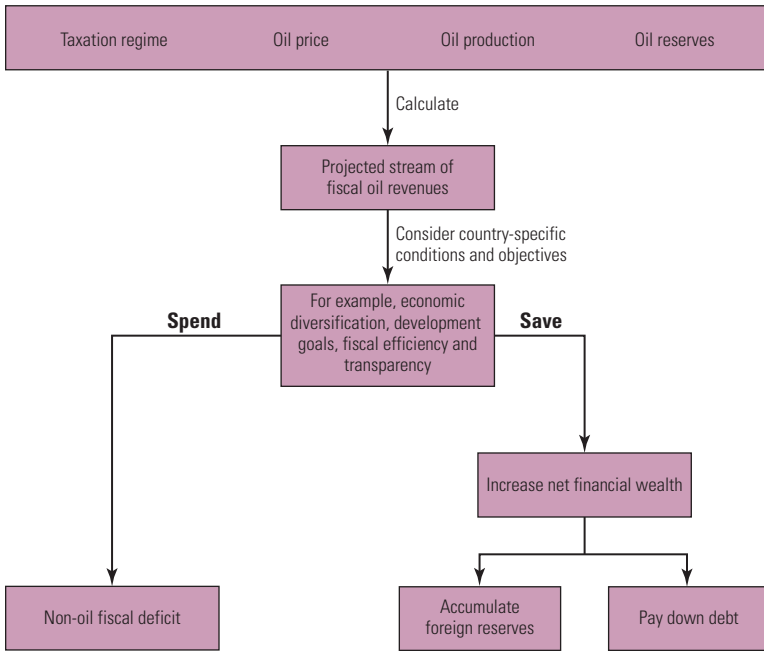 Taxation regime Oil price Oil production Oil reserves
Calculate
Projected stream of
fiscal oil revenues
Consider country-specific
conditions and objectives
For example, economic
diversification, development
goals, fiscal efficiency and
transparency
Spend
Save
Increase net financial wealth
Non-oil fiscal deficit
Accumulate
foreign reserves
Pay down debt